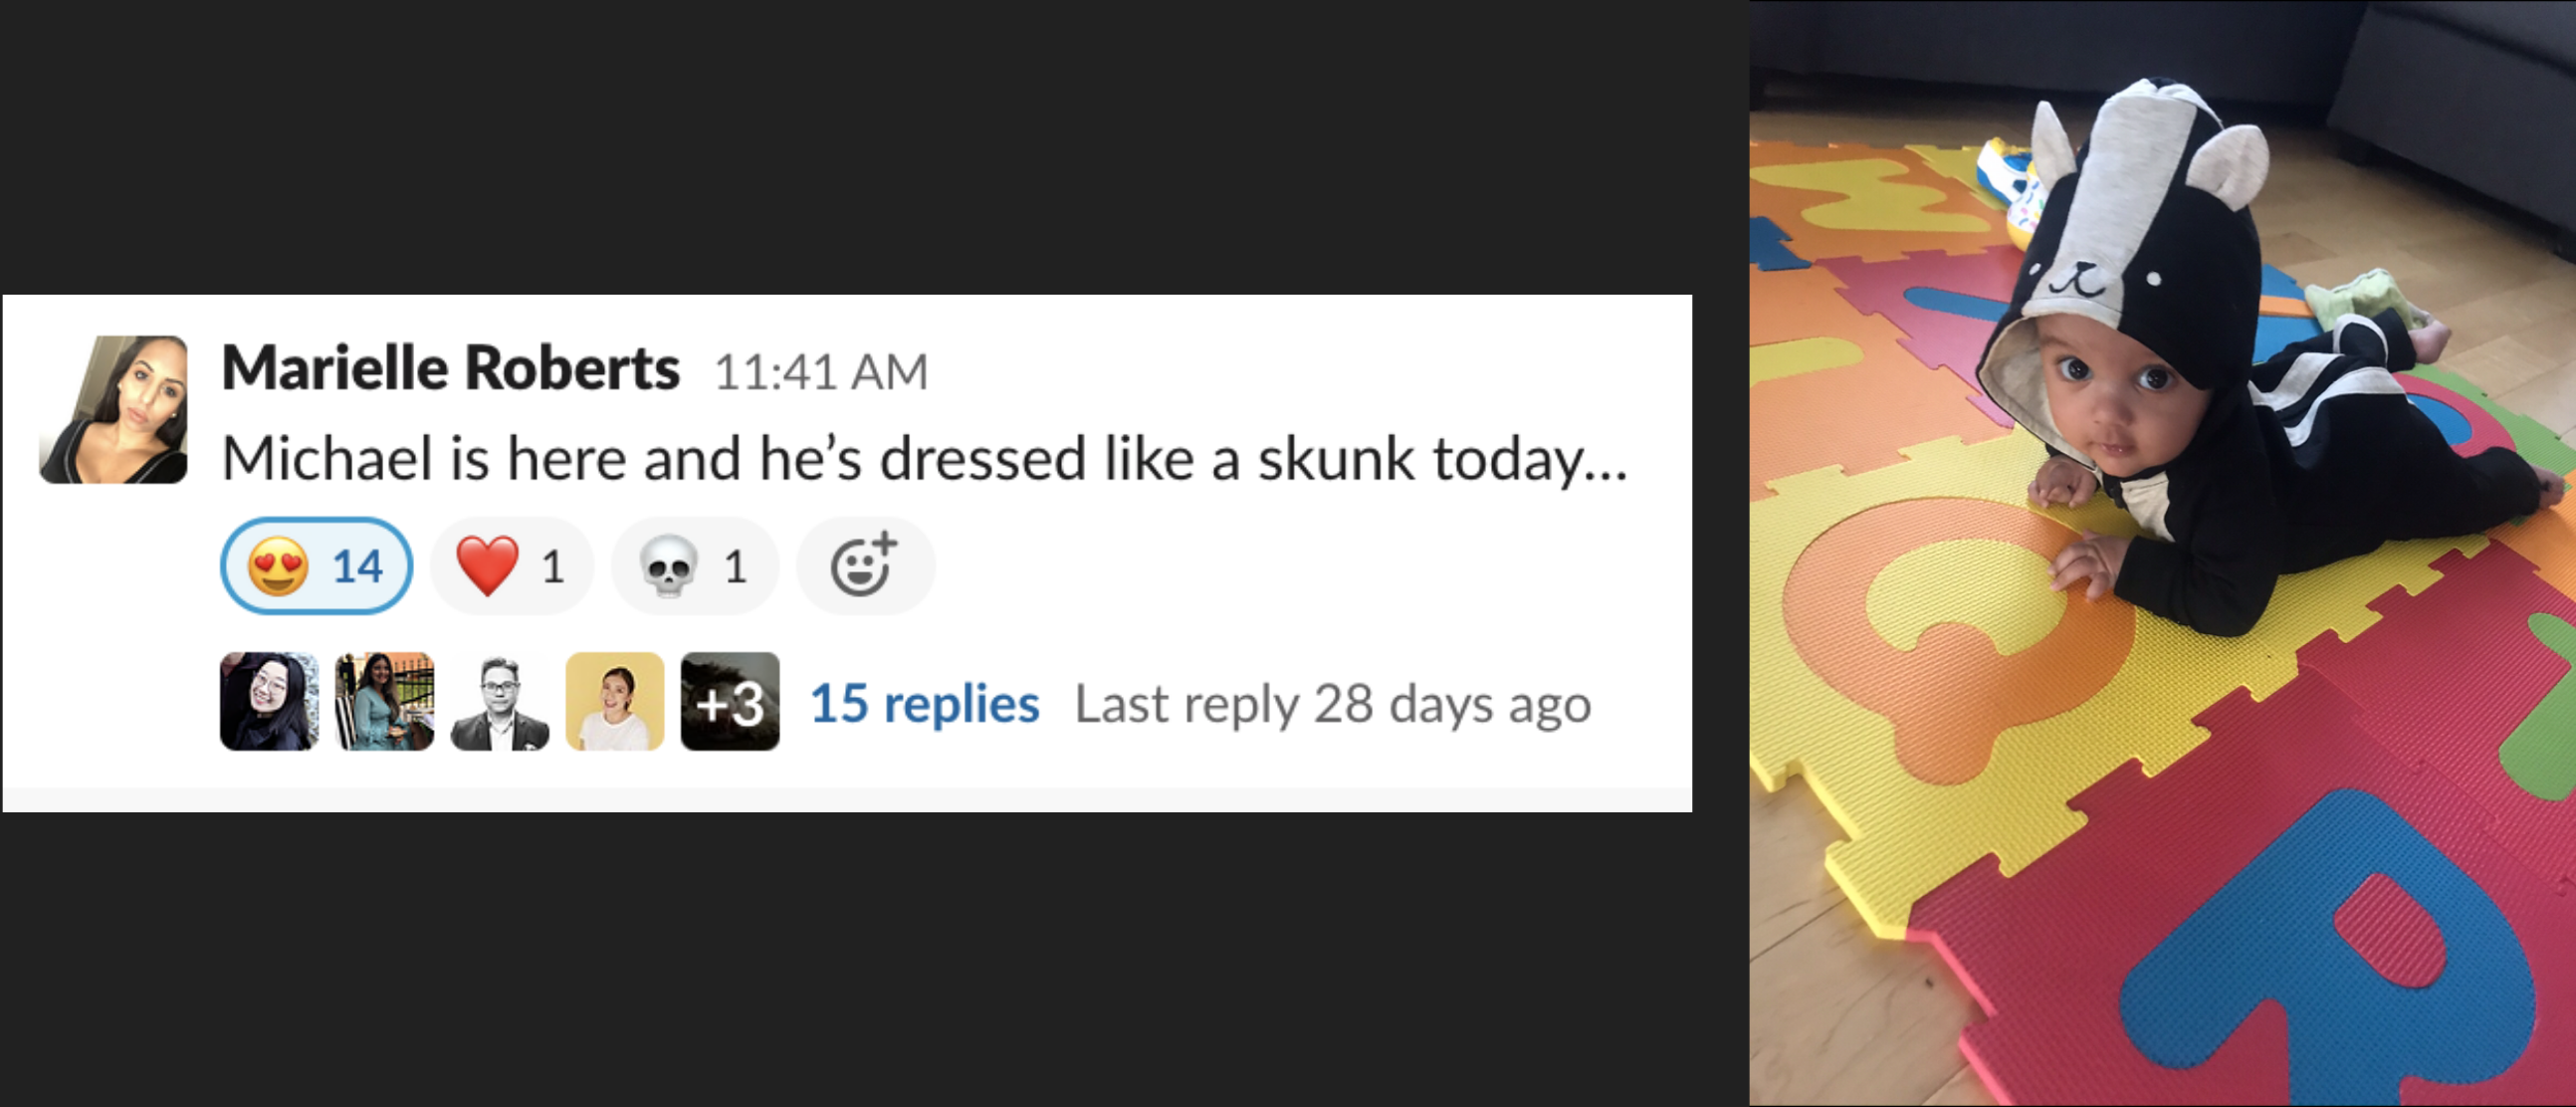 Marielle Roberts 11:41 AM
Michael is here and he’s dressed like a skunk today...
😍 14 ❤️ 1 💀 1
+3 15 replies Last reply 28 days ago
R